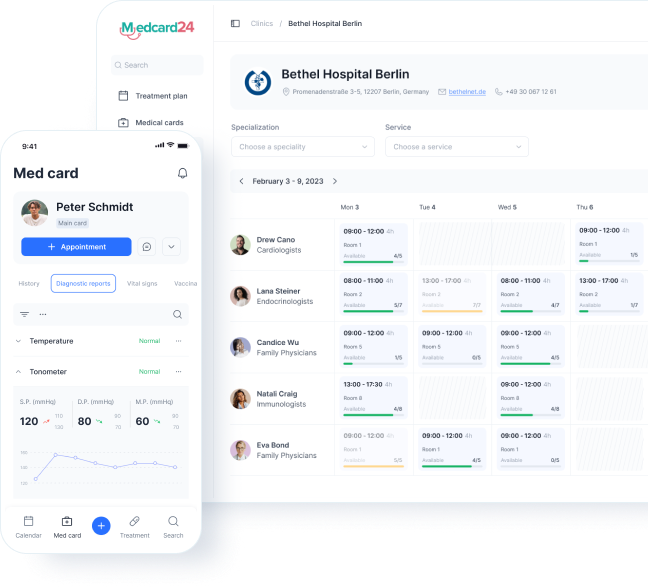 Medcard24
Search
Treatment plan
Medical cards
Clinics / Bethel Hospital Berlin
Bethel Hospital Berlin
Promenadenstraße 3-5, 12207 Berlin, Germany bethelnet.de +49 30 067 12 61
Specialization Service
Choose a speciality Choose a service
February 3 - 9, 2023
Mon 3 Tue 4 Wed 5 Thu 6
Drew Cano
Cardiologists
09:00 - 12:00 4h 09:00 - 12:00 4h
Room 1 Room 1
Available 4/5 Available 1/5
Lana Steiner
Endocrinologists
08:00 - 11:00 4h 13:00 - 17:00 4h 08:00 - 11:00 4h 13:00 - 17:00 4h
Room 2 Room 2 Room 2 Room 2
Available 5/7 Available 7/7 Available 4/7 Available 1/7
Candice Wu
Family Physicians
09:00 - 12:00 4h 09:00 - 12:00 4h 09:00 - 12:00 4h
Room 5 Room 5 Room 5
Available 1/5 Available 0/5 Available 4/5
Natali Craig
Immunologists
13:00 - 17:30 4h 09:00 - 12:00 4h
Room 8 Room 8
Available 4/8 Available 4/8
Eva Bond
Family Physicians
09:00 - 12:00 4h 09:00 - 12:00 4h 09:00 - 12:00 4h
Room 1 Room 1 Room 1
Available 5/5 Available 4/5 Available 0/5
9:41
Med card
Peter Schmidt
Main card
+ Appointment
History Diagnostic reports Vital signs Vaccina
Temperature Normal
Tonometer Normal
S.P. (mmHq) D.P. (mmHq) M.P. (mmHq)
120 110 130 80 60 70 60 60 70
Calendar Med card Treatment Search